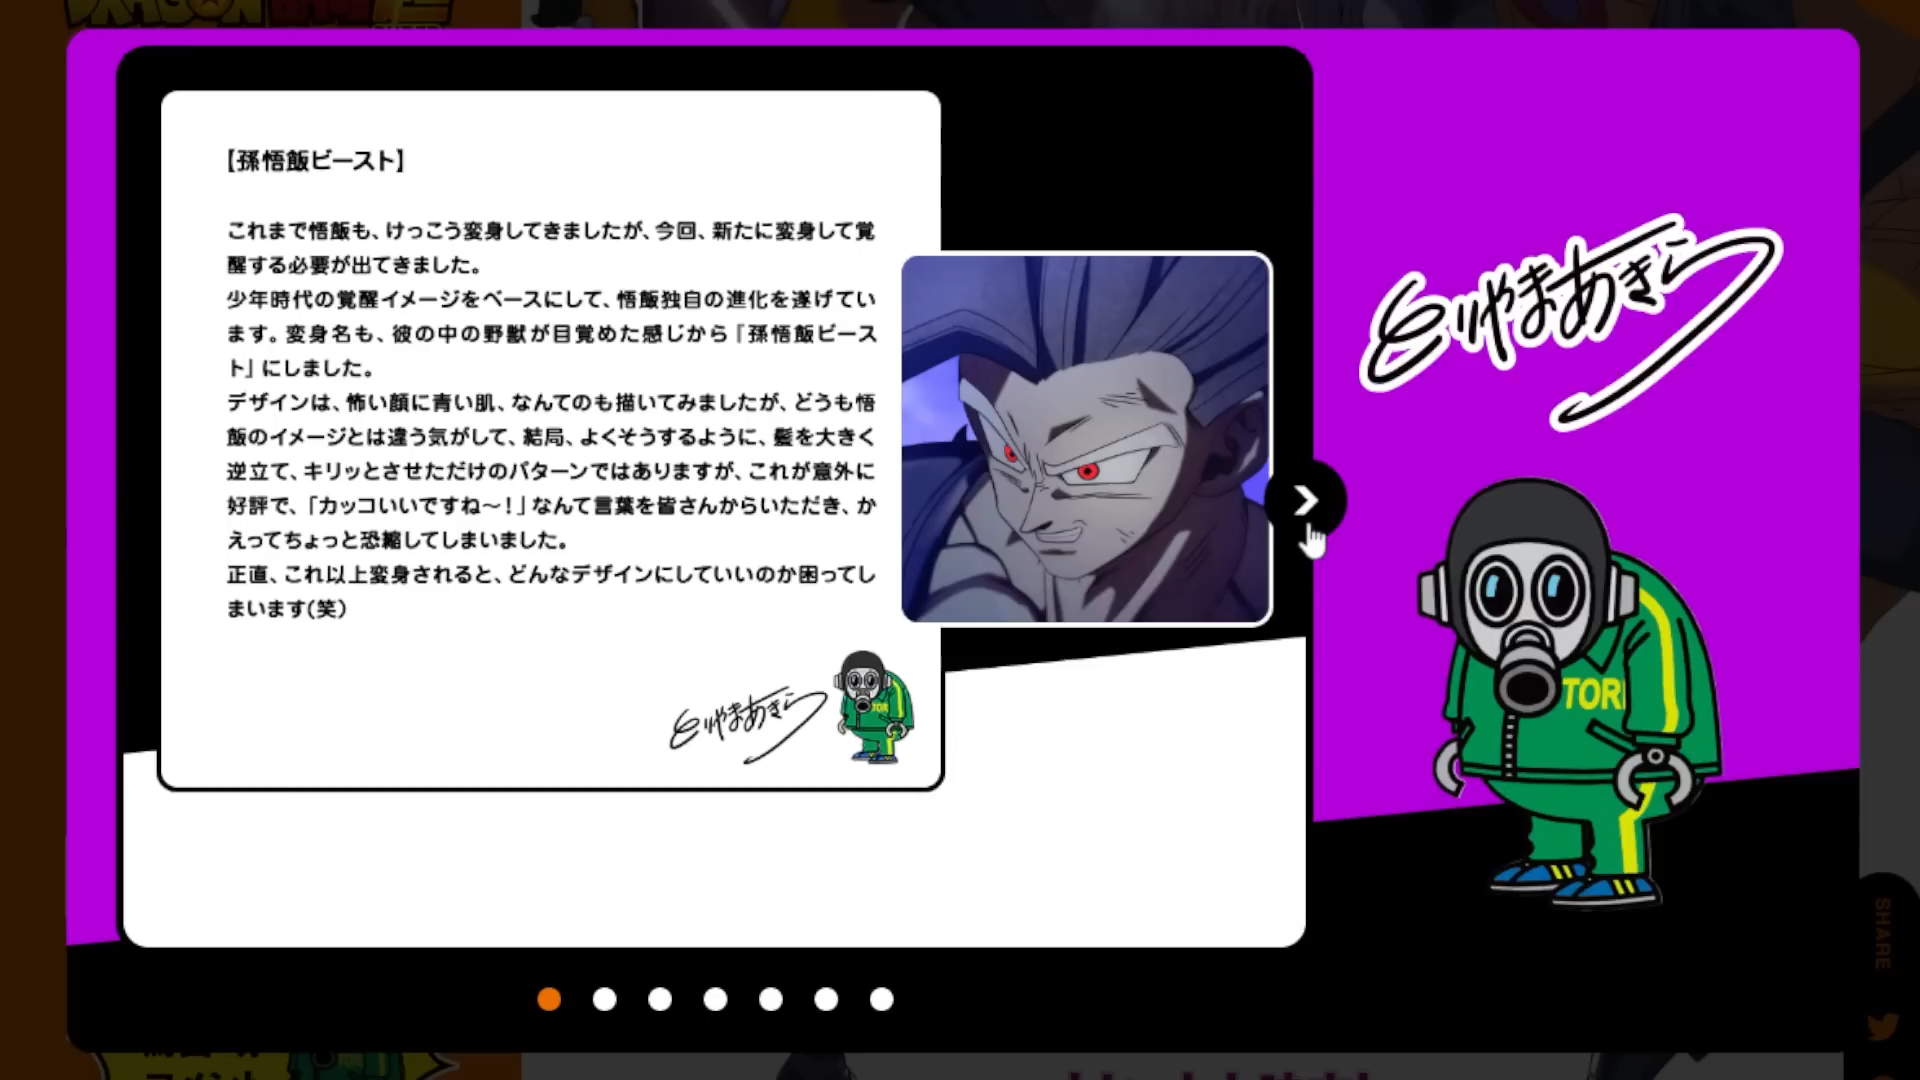 DRAGON
【孫悟飯ビースト】
これまで悟飯も、けっこう変身してきましたが、今回、新たに変身して覚
醒する必要が出てきました。
少年時代の覚醒イメージをベースにして、悟飯独自の進化を遂げてい
ます。変身名も、彼の中の野獣が目覚めた感じから『孫悟飯ビース
ト』にしました。
デザインは、怖い顔に青い肌、なんてのも描いてみましたが、どうも悟
飯のイメージとは違う気がして、結局、よくそうするように、髪を大きく
逆立て、キリッとさせただけのパターンではありますが、これが意外に
好評で、「カッコいいですね〜！」なんて言葉を皆さんからいただき、か
えってちょっと恐縮してしまいました。
正直、これ以上変身されると、どんなデザインにしていいのか困ってし
まいます(笑)
とりやまあきら
TORI
とりやまあきら
TORI
SHARE
コメント